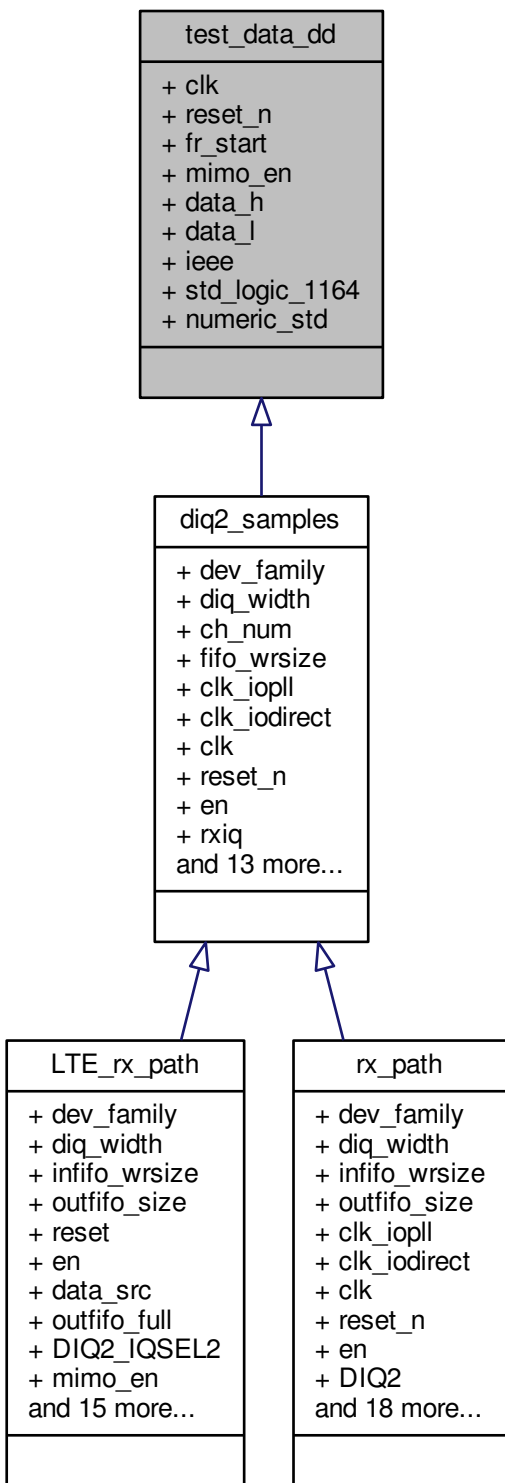 test_data_dd
+ clk
+ reset_n
+ fr_start
+ mimo_en
+ data_h
+ data_l
+ ieee
+ std_logic_1164
+ numeric_std
diq2_samples
+ dev_family
+ diq_width
+ ch_num
+ fifo_wrsize
+ clk_iopll
+ clk_iodirect
+ clk
+ reset_n
+ en
+ rxiq
and 13 more...
LTE_rx_path
+ dev_family
+ diq_width
+ infifo_wrsize
+ outfifo_size
+ reset
+ en
+ data_src
+ outfifo_full
+ DIQ2_IQSEL2
+ mimo_en
and 15 more...
rx_path
+ dev_family
+ diq_width
+ infifo_wrsize
+ outfifo_size
+ clk_iopll
+ clk_iodirect
+ clk
+ reset_n
+ en
+ DIQ2
and 18 more...